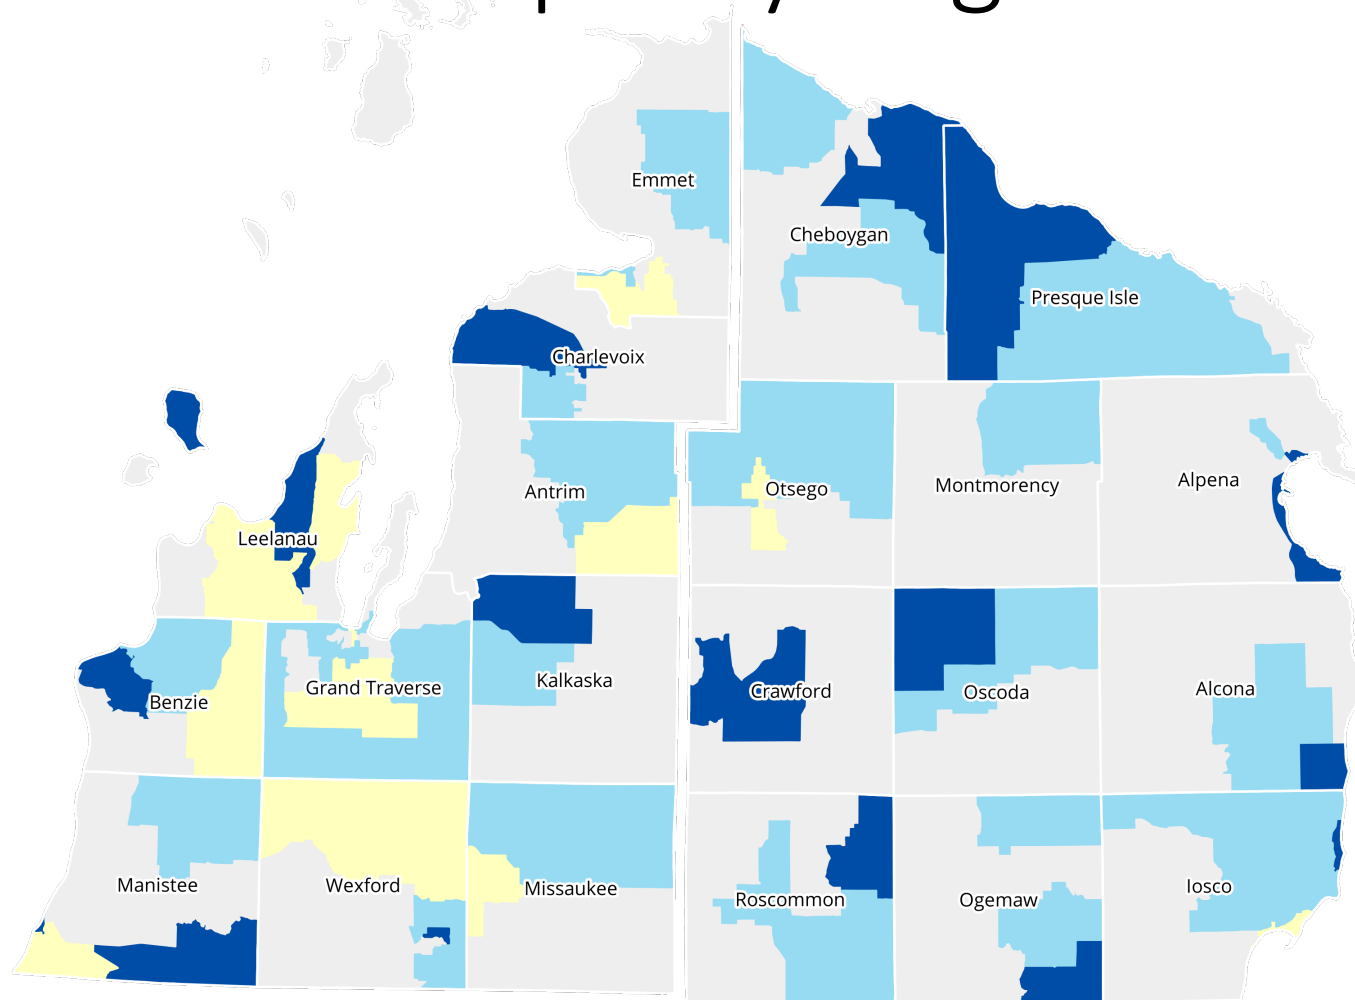 Emmet
Cheboygan
Presque Isle
Charlevoix
Antrim
Otsego
Montmorency
Alpena
Leelanau
Benzie
Grand Traverse
Kalkaska
Crawford
Oscoda
Alcona
Manistee
Wexford
Missaukee
Roscommon
Ogemaw
Iosco